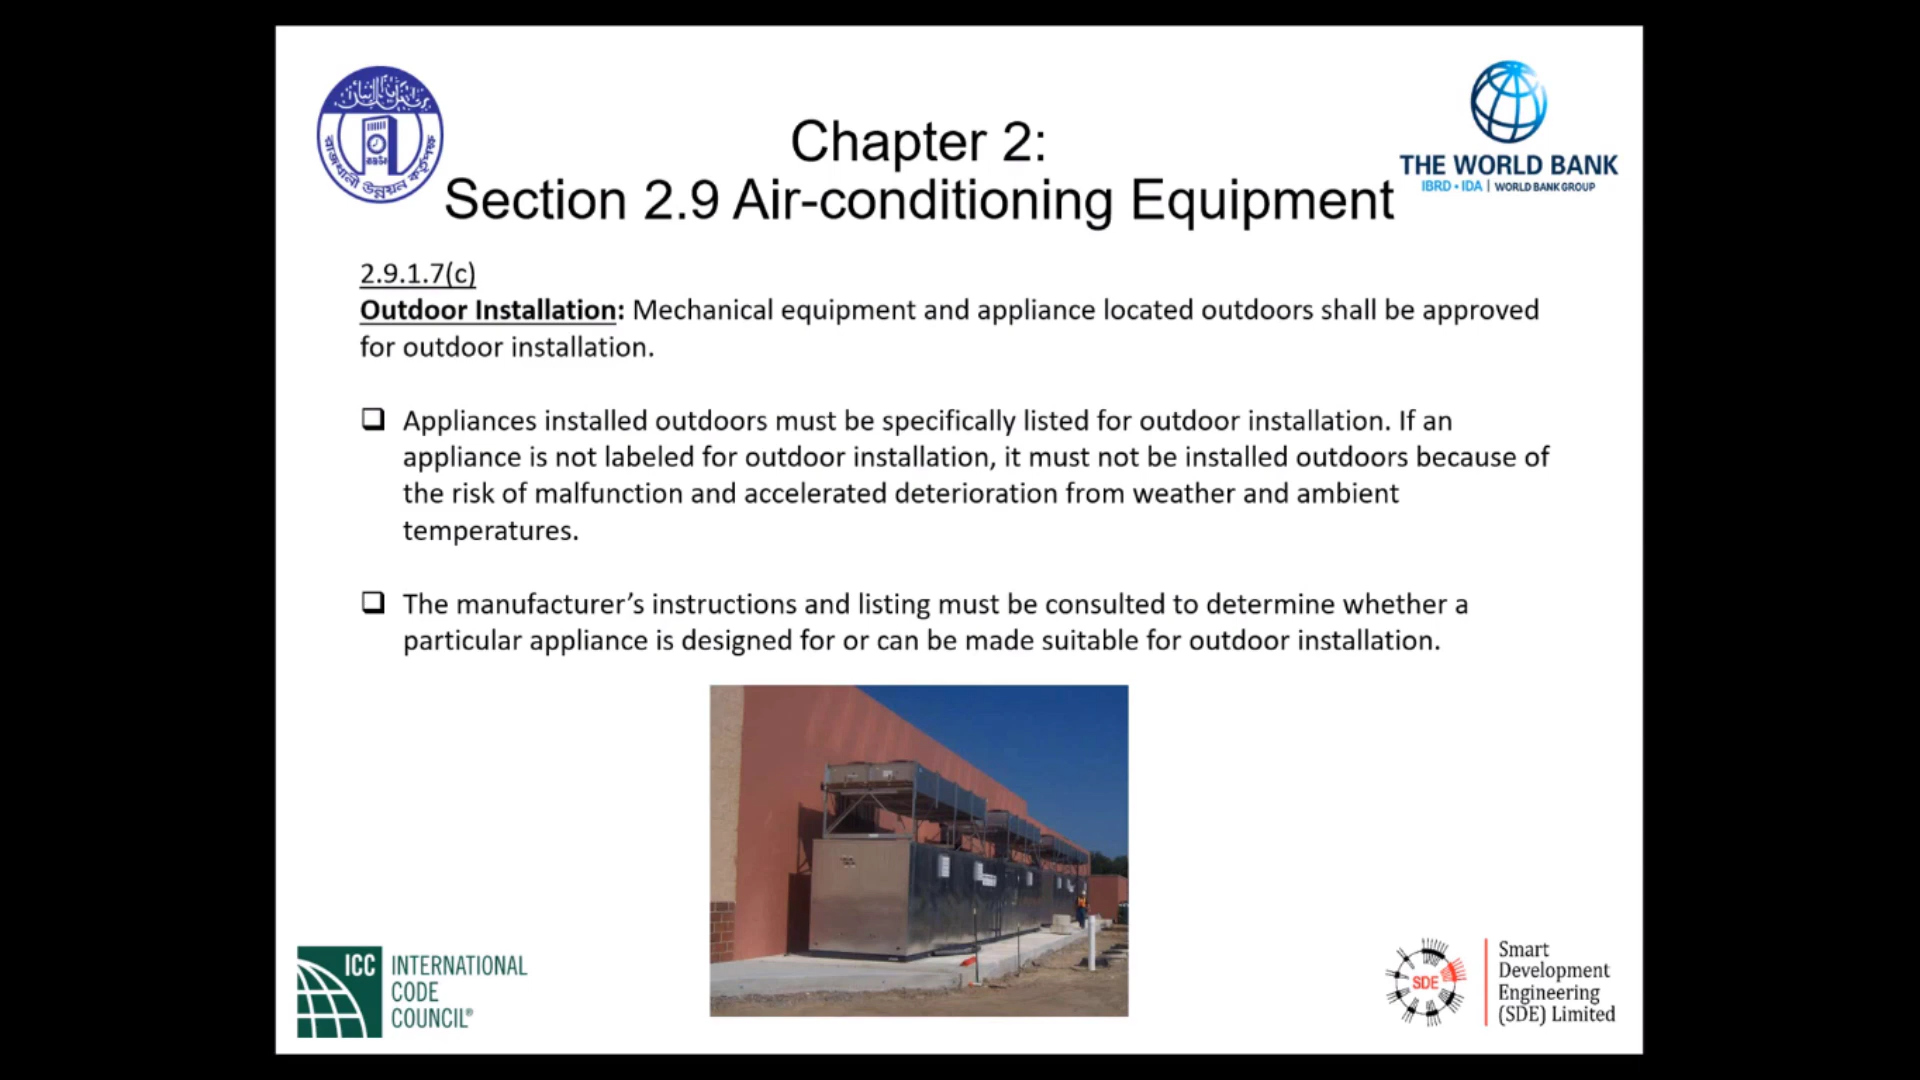 রাজধানী উন্নয়ন কর্তৃপক্ষ
Chapter 2:
Section 2.9 Air-conditioning Equipment
THE WORLD BANK
IBRD • IDA | WORLD BANK GROUP
2.9.1.7(c)
Outdoor Installation: Mechanical equipment and appliance located outdoors shall be approved
for outdoor installation.
❑ Appliances installed outdoors must be specifically listed for outdoor installation. If an
appliance is not labeled for outdoor installation, it must not be installed outdoors because of
the risk of malfunction and accelerated deterioration from weather and ambient
temperatures.
❑ The manufacturer’s instructions and listing must be consulted to determine whether a
particular appliance is designed for or can be made suitable for outdoor installation.
ICC
INTERNATIONAL
CODE
COUNCIL®
SDE
Smart
Development
Engineering
(SDE) Limited